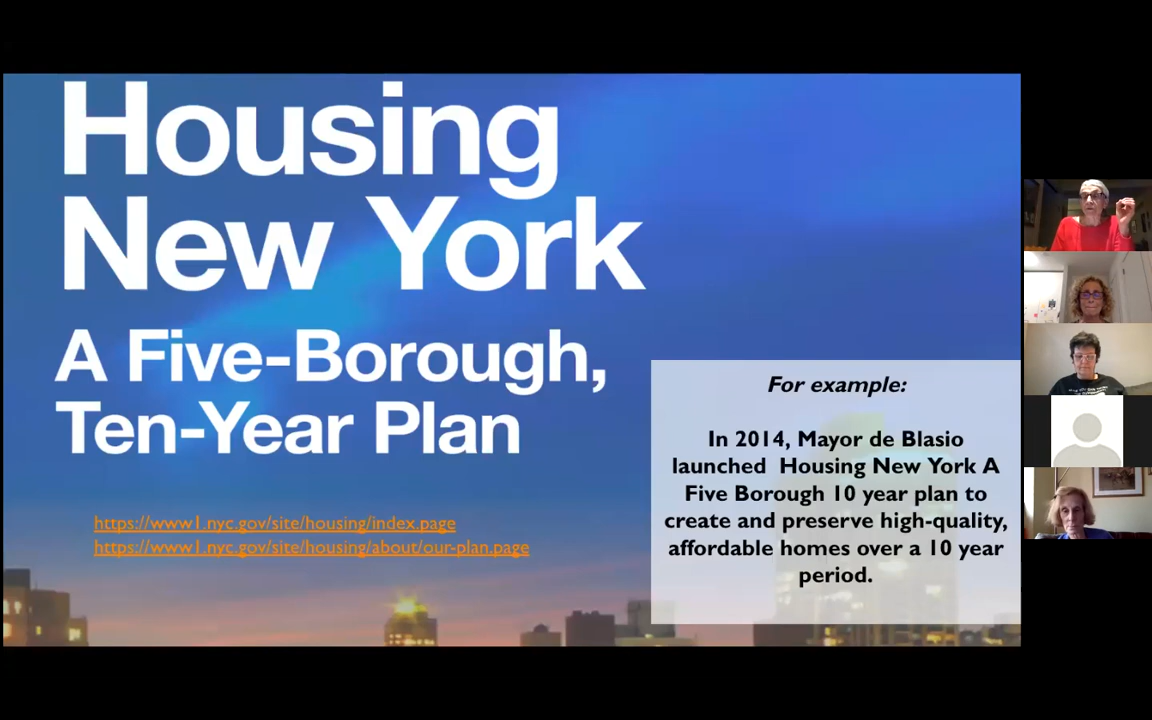 Housing
New York
A Five-Borough,
Ten-Year Plan
https://www1.nyc.gov/site/housing/index.page
https://www1.nyc.gov/site/housing/about/our-plan.page
For example:
In 2014, Mayor de Blasio
launched Housing New York A
Five Borough 10 year plan to
create and preserve high-quality,
affordable homes over a 10 year
period.